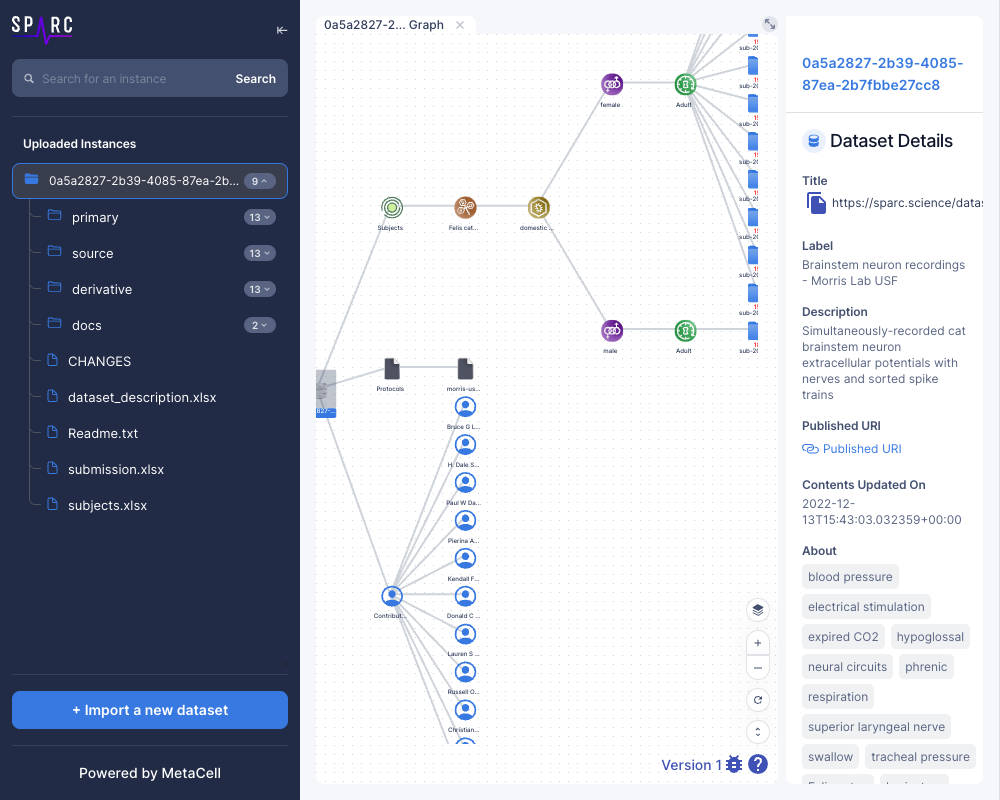 SPARC
Search for an instance
Search
Uploaded Instances
0a5a2827-2b39-4085-87ea-2b...
9
primary
13
source
13
derivative
13
docs
2
CHANGES
dataset_description.xlsx
Readme.txt
submission.xlsx
subjects.xlsx
+ Import a new dataset
Powered by MetaCell
0a5a2827-2... Graph
female
Adult
Subjects
Felis cat...
domestic ...
male
Adult
Protocols
morris-us...
827-...
Bruce G L...
H. Dale S...
Paul W Da...
Pierina A...
Kendall F...
Contribut...
Donald C ...
Lauren S ...
Russell O...
Christian...
Version 1
0a5a2827-2b39-4085-
87ea-2b7fbbe27cc8
Dataset Details
Title
https://sparc.science/datas
Label
Brainstem neuron recordings
- Morris Lab USF
Description
Simultaneously-recorded cat
brainstem neuron
extracellular potentials with
nerves and sorted spike
trains
Published URI
Published URI
Contents Updated On
2022-12-
13T15:43:03.032359+00:00
About
blood pressure
electrical stimulation
expired CO2
hypoglossal
neural circuits
phrenic
respiration
superior laryngeal nerve
swallow
tracheal pressure